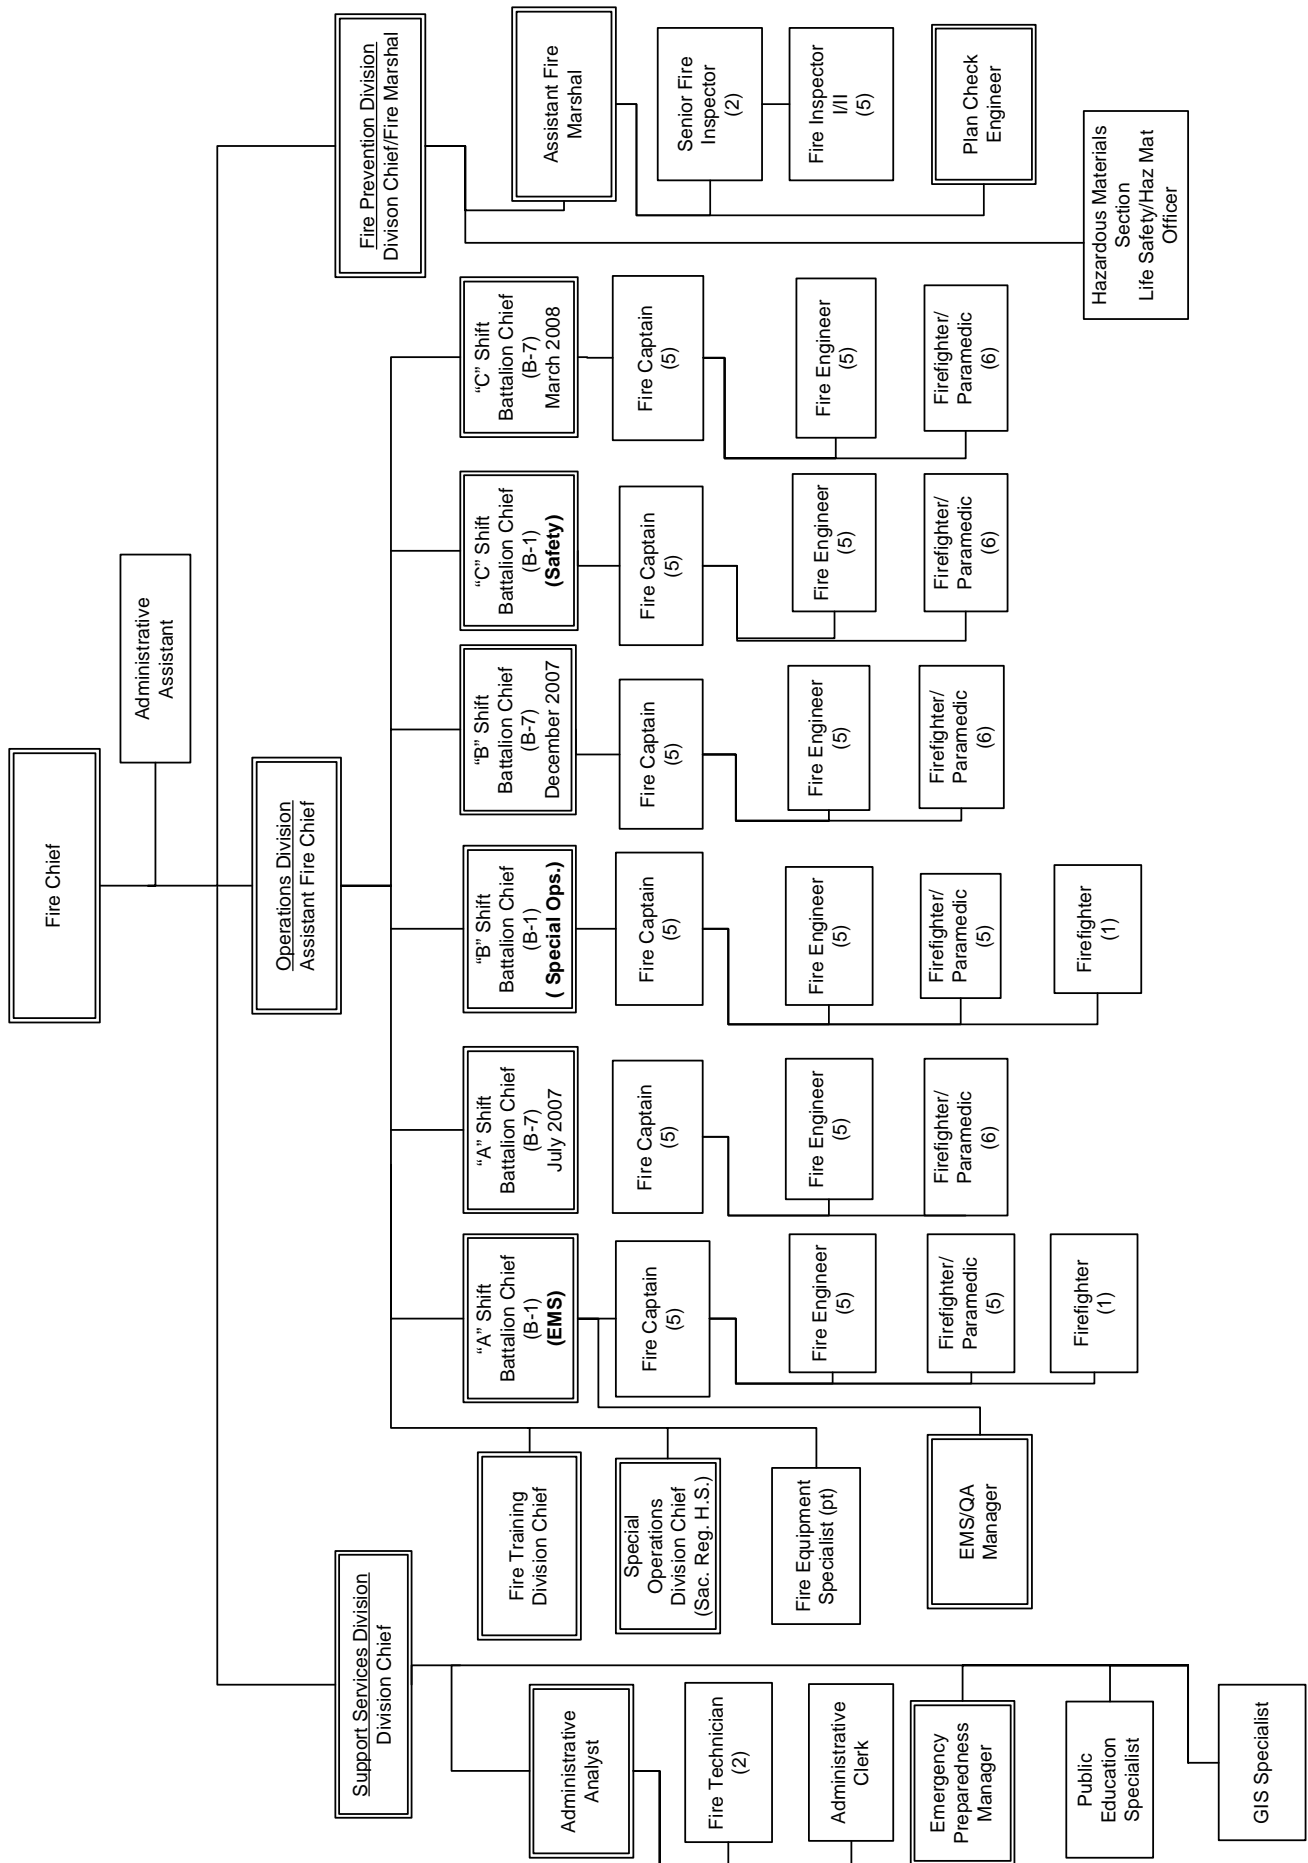 Fire Chief
Administrative
Assistant
Support Services Division
Division Chief
Operations Division
Assistant Fire Chief
Fire Prevention Division
Divison Chief/Fire Marshal
Administrative
Analyst
Fire Technician
(2)
Administrative
Clerk
Emergency
Preparedness
Manager
Public
Education
Specialist
GIS Specialist
Fire Training
Division Chief
Special
Operations
Division Chief
(Sac. Reg. H.S.)
Fire Equipment
Specialist (pt)
EMS/QA
Manager
“A” Shift
Battalion Chief
(B-1)
(EMS)
Fire Captain
(5)
Fire Engineer
(5)
Firefighter/
Paramedic
(5)
Firefighter
(1)
“A” Shift
Battalion Chief
(B-7)
July 2007
Fire Captain
(5)
Fire Engineer
(5)
Firefighter/
Paramedic
(6)
“B” Shift
Battalion Chief
(B-1)
( Special Ops.)
Fire Captain
(5)
Fire Engineer
(5)
Firefighter/
Paramedic
(5)
Firefighter
(1)
“B” Shift
Battalion Chief
(B-7)
December 2007
Fire Captain
(5)
Fire Engineer
(5)
Firefighter/
Paramedic
(6)
“C” Shift
Battalion Chief
(B-1)
(Safety)
Fire Captain
(5)
Fire Engineer
(5)
Firefighter/
Paramedic
(6)
“C” Shift
Battalion Chief
(B-7)
March 2008
Fire Captain
(5)
Fire Engineer
(5)
Firefighter/
Paramedic
(6)
Assistant Fire
Marshal
Senior Fire
Inspector
(2)
Fire Inspector
I/II
(5)
Plan Check
Engineer
Hazardous Materials
Section
Life Safety/Haz Mat
Officer